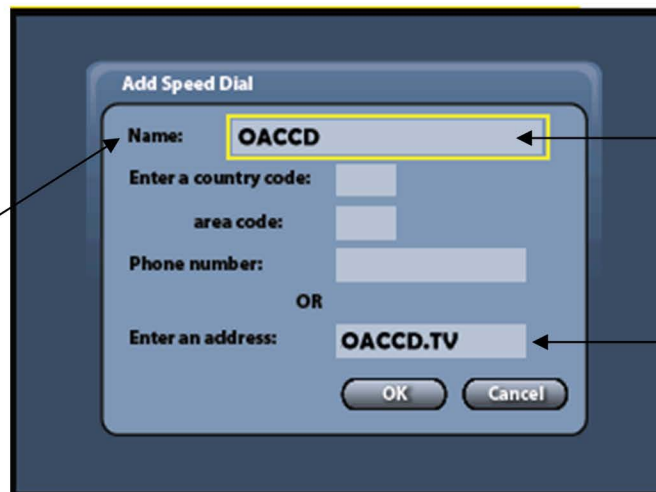 Add Speed Dial
Name: OACCD
Enter a country code:
area code:
Phone number:
OR
Enter an address: OACCD.TV
OK Cancel